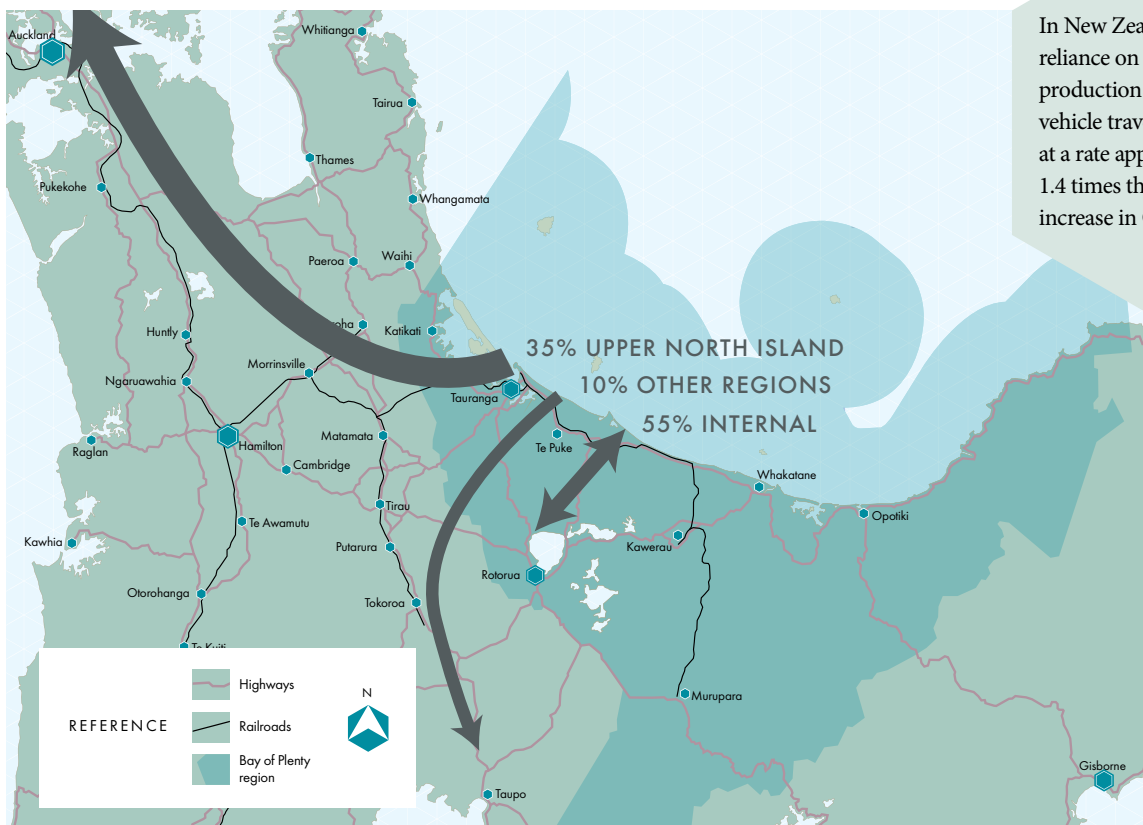 In New Zea
reliance on
production
vehicle trav
at a rate app
1.4 times th
increase in
Auckland
Whitianga
Tairua
Thames
Pukekohe
Whangamata
Paeroa
Waihi
oha
Katikati
Huntly
35% UPPER NORTH ISLAND
Morrinsville
10% OTHER REGIONS
Ngaruawahia
Tauranga
55% INTERNAL
Matamata
Te Puke
Hamilton
Raglan
Cambridge
Whakatane
Tirau
Opotiki
Te Awamutu
Kawhia
Putarura
Kawerau
Rotorua
Otorohanga
Tokoroa
Te Kuiti
Highways
N
REFERENCE
Railroads
Murupara
Bay of Plenty
region
Gisborne
Taupo